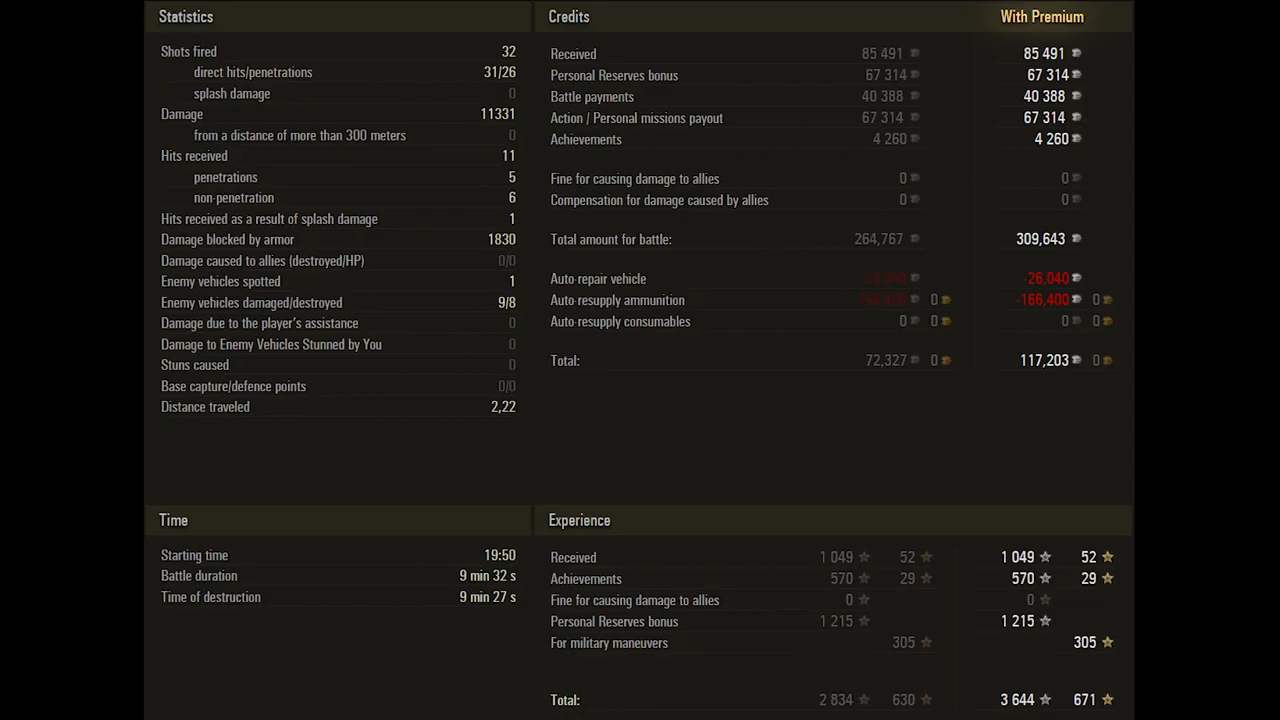 Statistics
Shots fired 32
direct hits/penetrations 31/26
splash damage 0
Damage 11331
from a distance of more than 300 meters 0
Hits received 11
penetrations 5
non-penetration 6
Hits received as a result of splash damage 1
Damage blocked by armor 1830
Damage caused to allies (destroyed/HP) 0/0
Enemy vehicles spotted 1
Enemy vehicles damaged/destroyed 9/8
Damage due to the player's assistance 0
Damage to Enemy Vehicles Stunned by You 0
Stuns caused 0
Base capture/defence points 0/0
Distance traveled 2,22
Credits With Premium
Received 85 491 85 491
Personal Reserves bonus 67 314 67 314
Battle payments 40 388 40 388
Action / Personal missions payout 67 314 67 314
Achievements 4 260 4 260
Fine for causing damage to allies 0 0
Compensation for damage caused by allies 0 0
Total amount for battle: 264,767 309,643
Auto-repair vehicle -26,040 -26,040
Auto-resupply ammunition -166,400 0 -166,400 0
Auto-resupply consumables 0 0 0 0
Total: 72,327 0 117,203 0
Time
Starting time 19:50
Battle duration 9 min 32 s
Time of destruction 9 min 27 s
Experience
Received 1 049 52 1 049 52
Achievements 570 29 570 29
Fine for causing damage to allies 0 0
Personal Reserves bonus 1 215 1 215
For military maneuvers 305 305
Total: 2 834 630 3 644 671